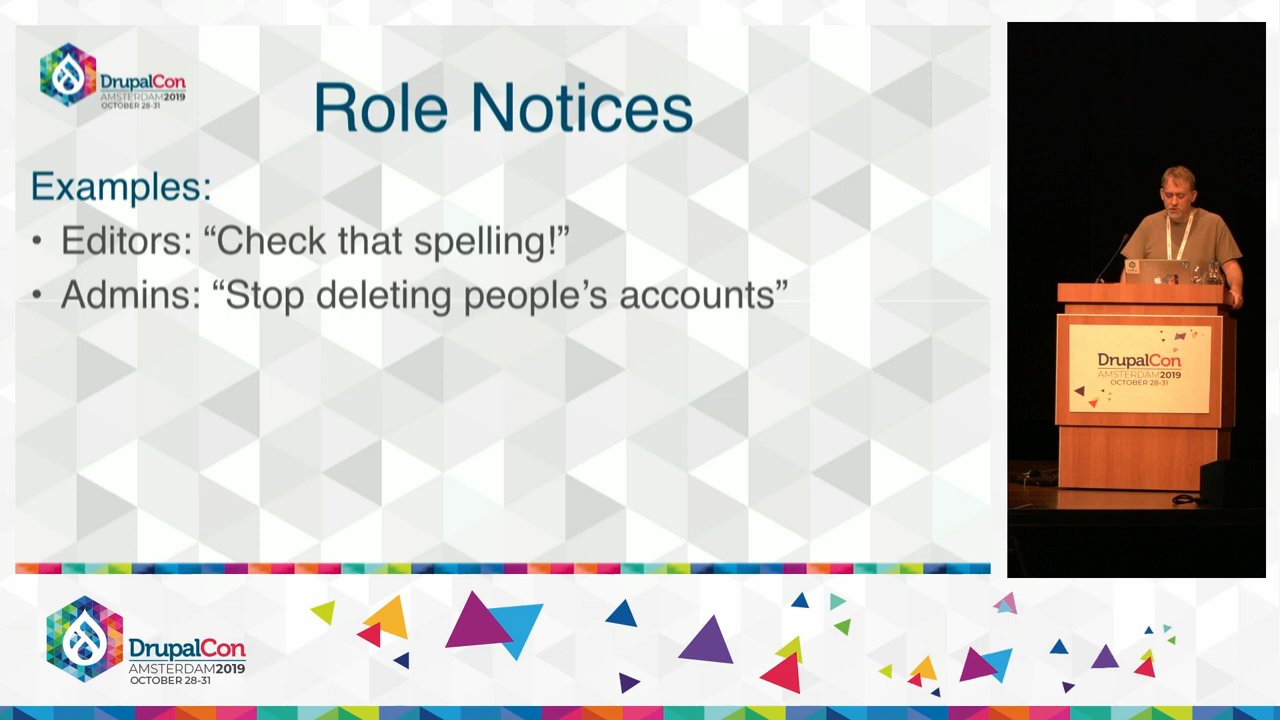 DrupalCon
AMSTERDAM2019
OCTOBER 28-31
Role Notices
Examples:
• Editors: “Check that spelling!”
• Admins: “Stop deleting people’s accounts”
DrupalCon
AMSTERDAM2019
OCTOBER 28-31
DrupalCon
AMSTERDAM2019
OCTOBER 28-31